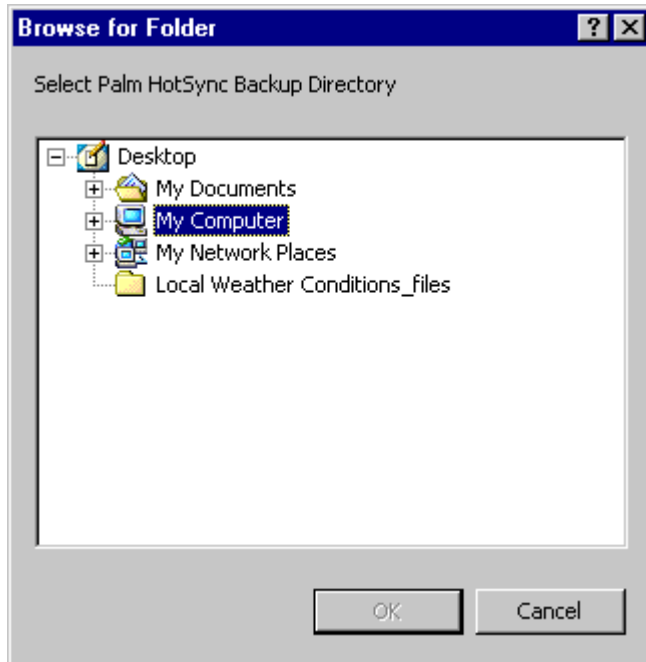 Browse for Folder
Select Palm HotSync Backup Directory
Desktop
My Documents
My Computer
My Network Places
Local Weather Conditions_files
OK Cancel